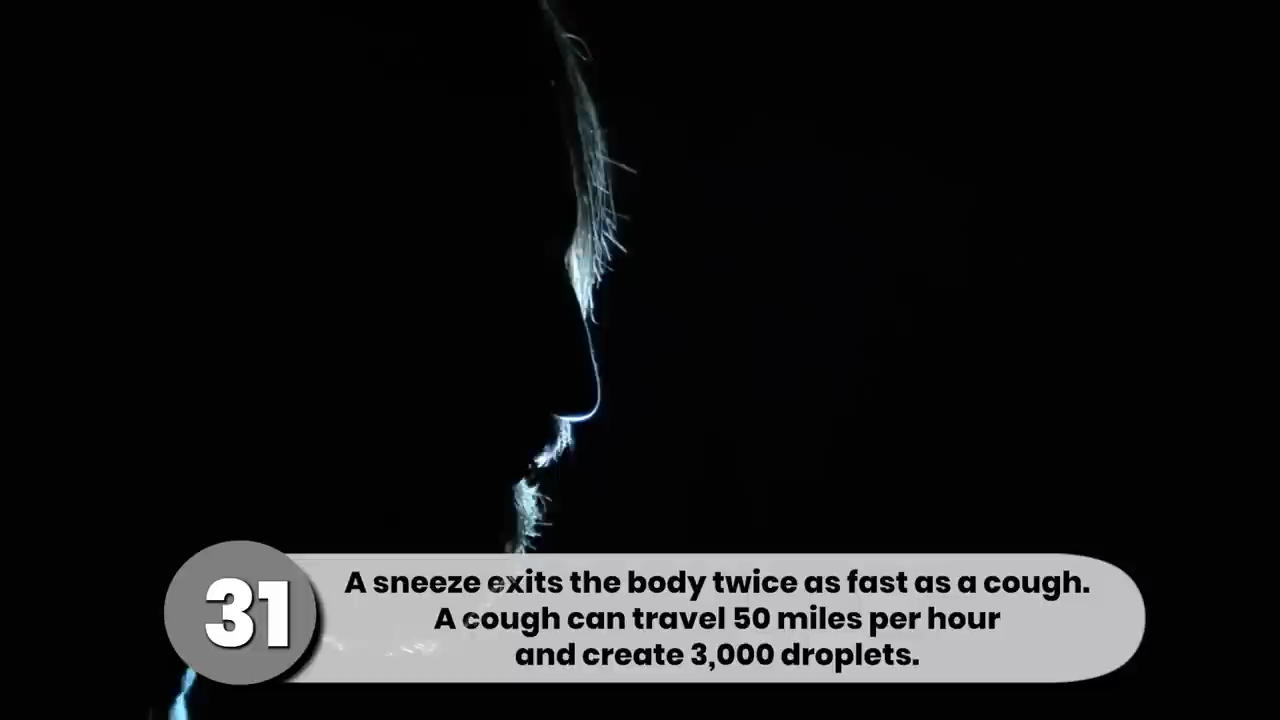 31
A sneeze exits the body twice as fast as a cough.
A cough can travel 50 miles per hour
and create 3,000 droplets.